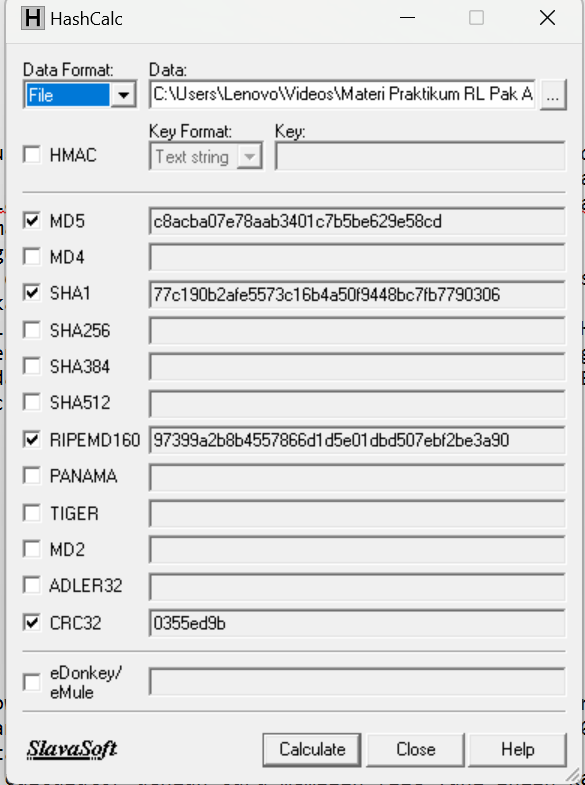 H HashCalc
Data Format: Data:
File C:\Users\Lenovo\Videos\Materi Praktikum RL Pak A ...
Key Format: Key:
HMAC Text string
MD5 c8acba07e78aab3401c7b5be629e58cd
MD4
SHA1 77c190b2afe5573c16b4a50f9448bc7fb7790306
SHA256
SHA384
SHA512
RIPEMD160 97399a2b8b4557866d1d5e01dbd507ebf2be3a90
PANAMA
TIGER
MD2
ADLER32
CRC32 0355ed9b
eDonkey/
eMule
SlavaSoft Calculate Close Help